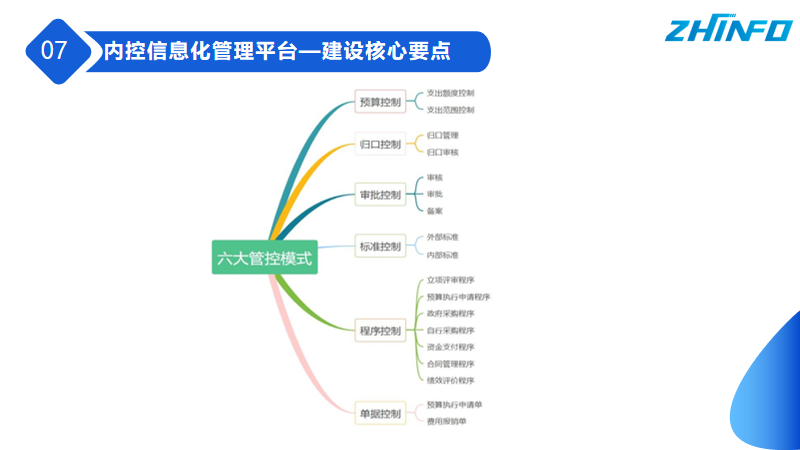 07
内控信息化管理平台—建设核心要点
ZHINFO
六大管控模式
预算控制
支出额度控制
支出范围控制
归口控制
归口管理
归口审核
审批控制
审核
审批
备案
标准控制
外部标准
内部标准
程序控制
立项评审程序
预算执行申请程序
政府采购程序
自行采购程序
资金支付程序
合同管理程序
绩效评价程序
单据控制
预算执行申请单
费用报销单